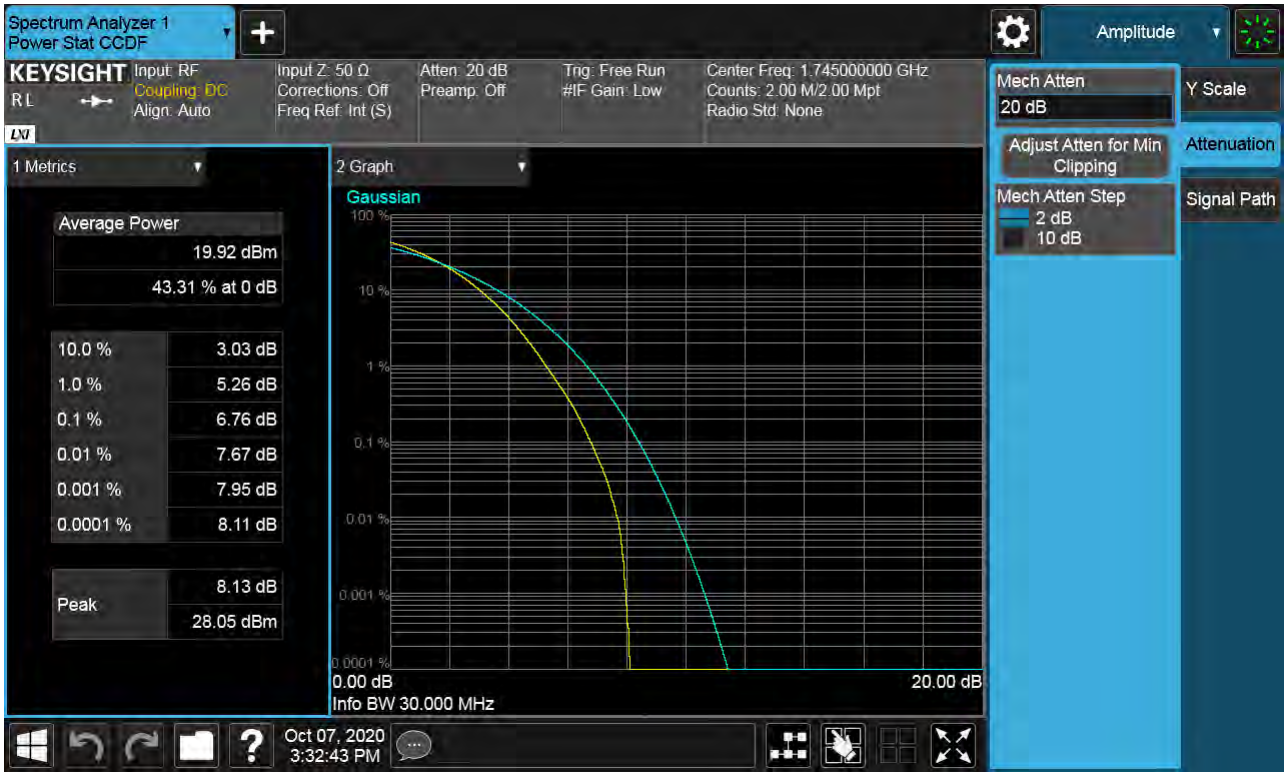 Spectrum Analyzer 1
Power Stat CCDF
+
Amplitude
KEYSIGHT
R L
LXI
Input: RF
Coupling: DC
Align: Auto
Input Z: 50 Ω
Corrections: Off
Freq Ref: Int (S)
Atten: 20 dB
Preamp: Off
Trig: Free Run
#IF Gain: Low
Center Freq: 1.745000000 GHz
Counts: 2.00 M/2.00 Mpt
Radio Std: None
Mech Atten
20 dB
Adjust Atten for Min
Clipping
Mech Atten Step
2 dB
10 dB
Y Scale
Attenuation
Signal Path
1 Metrics
Average Power
19.92 dBm
43.31 % at 0 dB
10.0 % 3.03 dB
1.0 % 5.26 dB
0.1 % 6.76 dB
0.01 % 7.67 dB
0.001 % 7.95 dB
0.0001 % 8.11 dB
Peak 8.13 dB
28.05 dBm
2 Graph
Gaussian
100 %
10 %
1 %
0.1 %
0.01 %
0.001 %
0.0001 %
0.00 dB 20.00 dB
Info BW 30.000 MHz
?
Oct 07, 2020
3:32:43 PM